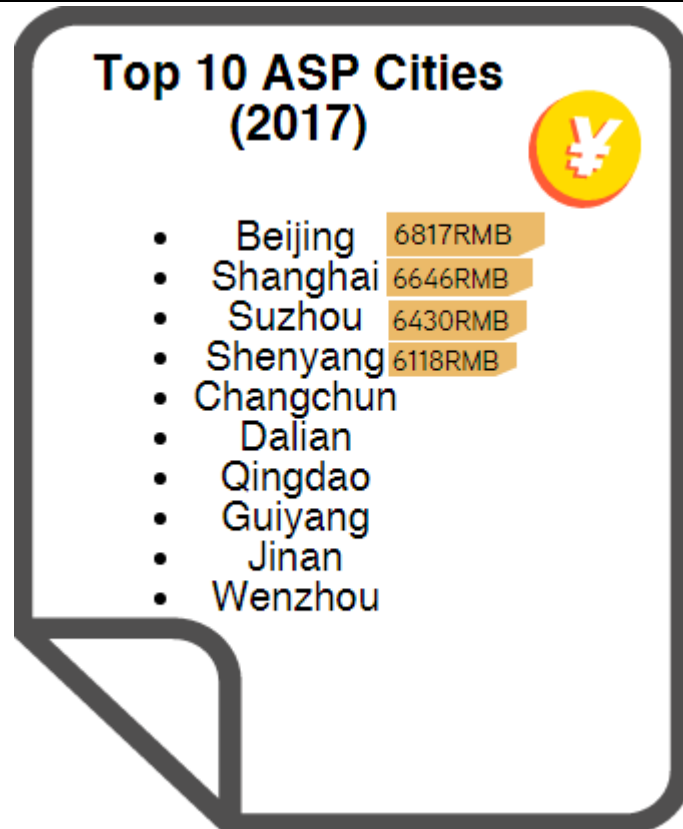 Top 10 ASP Cities
(2017)
¥
• Beijing 6817RMB
• Shanghai 6646RMB
• Suzhou 6430RMB
• Shenyang 6118RMB
• Changchun
• Dalian
• Qingdao
• Guiyang
• Jinan
• Wenzhou